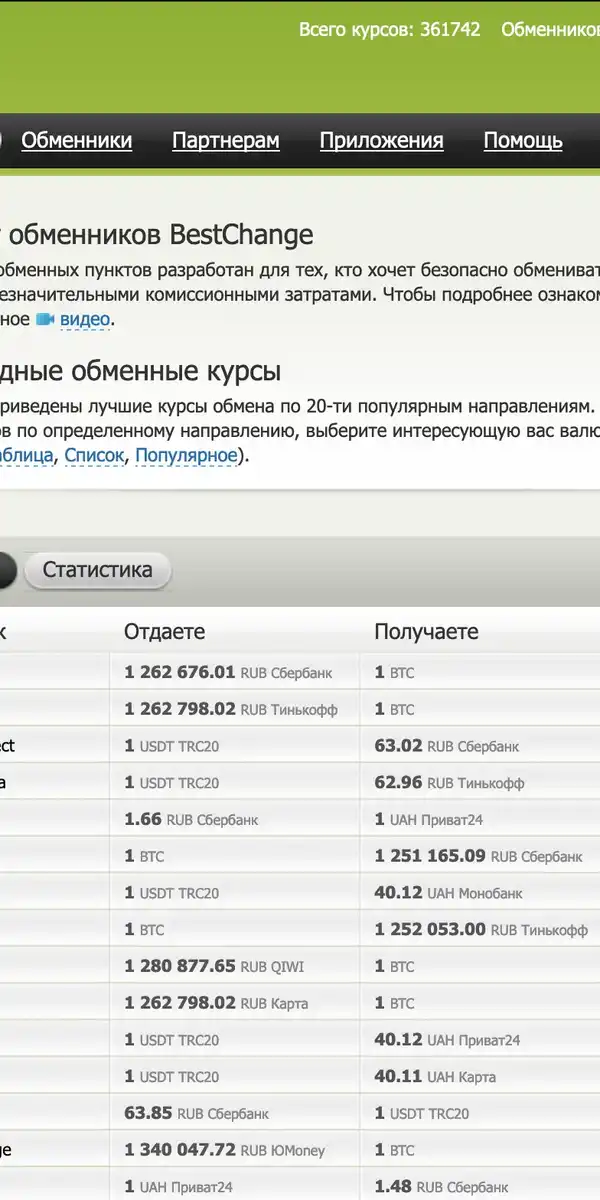 Всего курсов: 361742 Обменников
Обменники Партнерам Приложения Помощь
обменников BestChange
обменных пунктов разработан для тех, кто хочет безопасно обмениват
езначительными комиссионными затратами. Чтобы подробнее ознаком
ное видео.
дные обменные курсы
риведены лучшие курсы обмена по 20-ти популярным направлениям.
в по определенному направлению, выберите интересующую вас валю
аблица, Список, Популярное).
Статистика
к Отдаете Получаете
1 262 676.01 RUB Сбербанк 1 BTC
1 262 798.02 RUB Тинькофф 1 BTC
ct 1 USDT TRC20 63.02 RUB Сбербанк
а 1 USDT TRC20 62.96 RUB Тинькофф
1.66 RUB Сбербанк 1 UAH Приват24
1 BTC 1 251 165.09 RUB Сбербанк
1 USDT TRC20 40.12 UAH Монобанк
1 BTC 1 252 053.00 RUB Тинькофф
1 280 877.65 RUB QIWI 1 BTC
1 262 798.02 RUB Карта 1 BTC
1 USDT TRC20 40.12 UAH Приват24
1 USDT TRC20 40.11 UAH Карта
63.85 RUB Сбербанк 1 USDT TRC20
ge 1 340 047.72 RUB ЮMoney 1 BTC
1 UAH Приват24 1.48 RUB Сбербанк